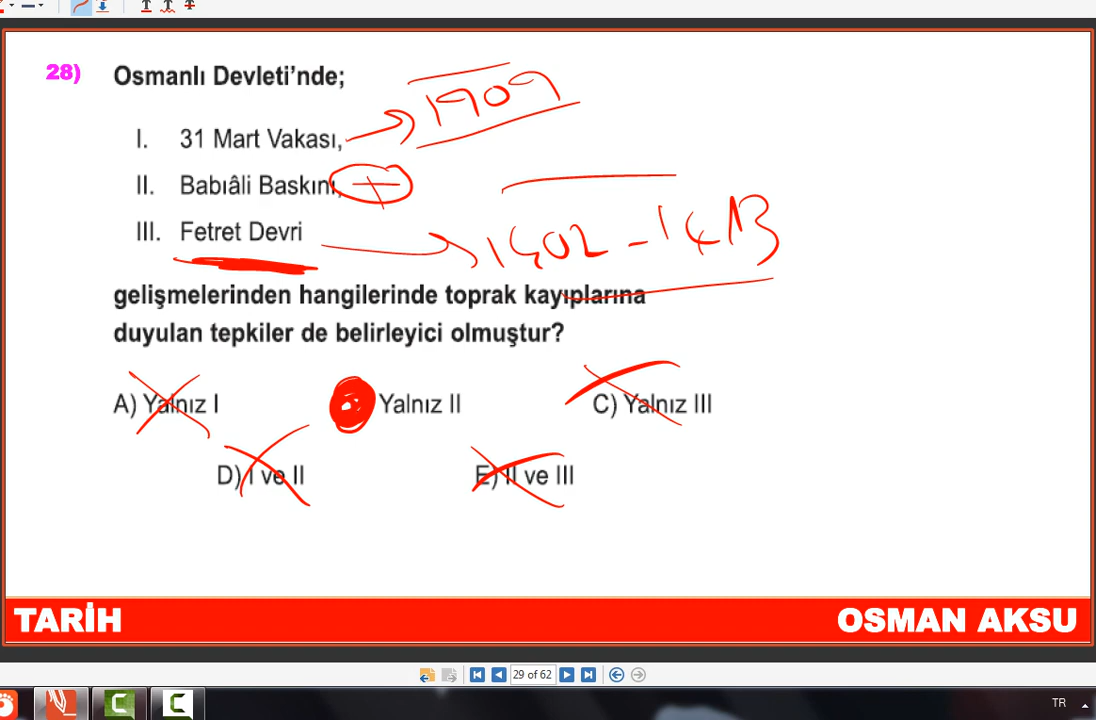 28) Osmanlı Devleti'nde;
1909
I. 31 Mart Vakası,
II. Babıâli Baskını,
III. Fetret Devri
1402 - 1413
gelişmelerinden hangilerinde toprak kayıplarına
duyulan tepkiler de belirleyici olmuştur?
A) Yalnız I Yalnız II C) Yalnız III
D) I ve II E) II ve III
TARİH OSMAN AKSU
29 of 62
TR